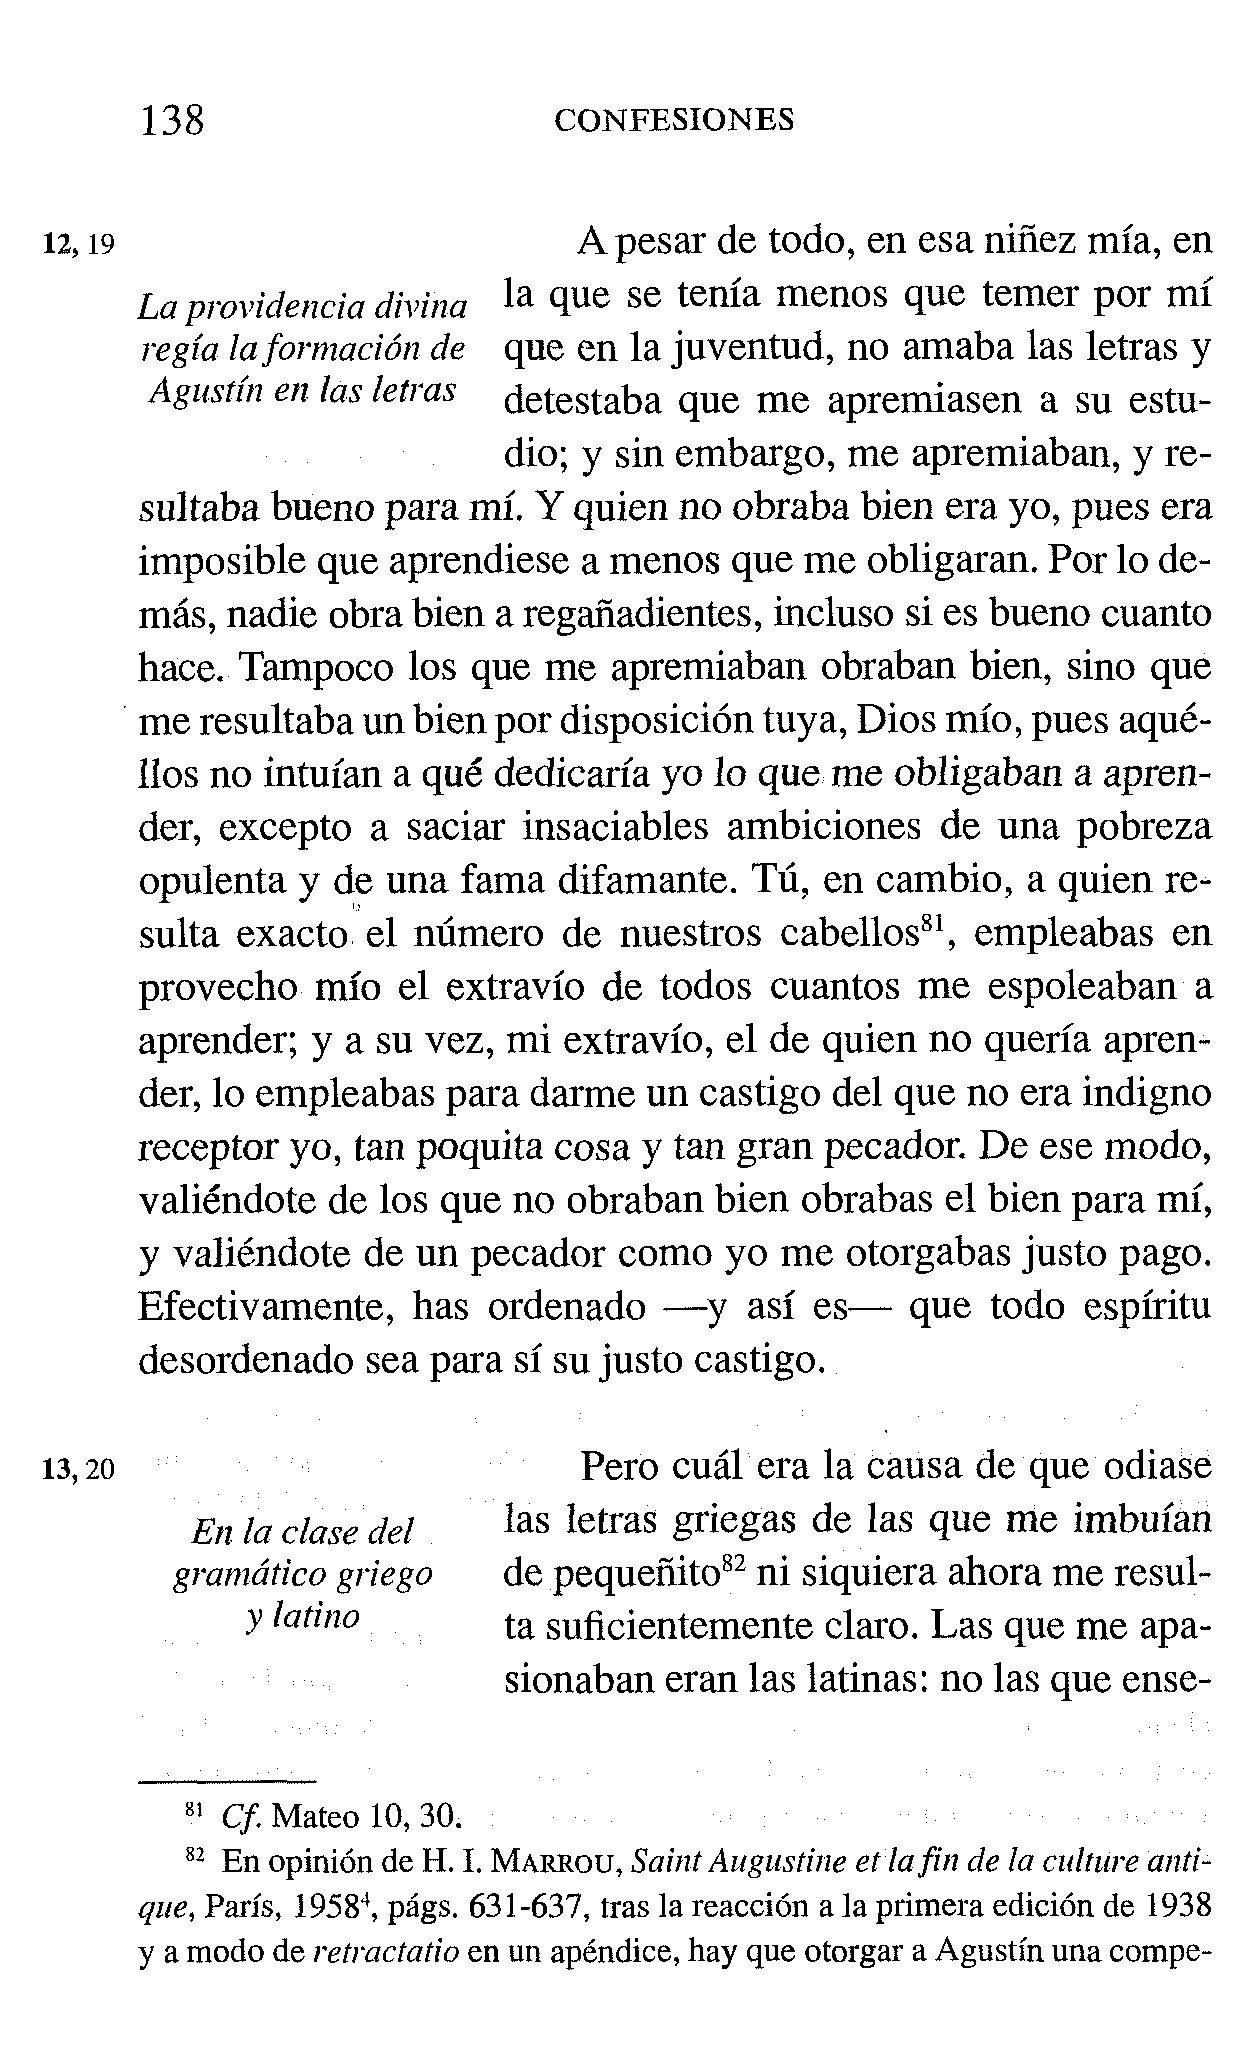 138 CONFESIONES
12, 19 A pesar de todo, en esa niñez mía, en
La providencia divina
regía la formación de
Agustín en las letras
la que se tenía menos que temer por mí
que en la juventud, no amaba las letras y
detestaba que me apremiasen a su estu-
dio; y sin embargo, me apremiaban, y re-
sultaba bueno para mí. Y quien no obraba bien era yo, pues era
imposible que aprendiese a menos que me obligaran. Por lo de-
más, nadie obra bien a regañadientes, incluso si es bueno cuanto
hace. Tampoco los que me apremiaban obraban bien, sino que
me resultaba un bien por disposición tuya, Dios mío, pues aqué-
llos no intuían a qué dedicaría yo lo que me obligaban a apren-
der, excepto a saciar insaciables ambiciones de una pobreza
opulenta y de una fama difamante. Tú, en cambio, a quien re-
sulta exacto el número de nuestros cabellos⁸¹, empleabas en
provecho mío el extravío de todos cuantos me espoleaban a
aprender; y a su vez, mi extravío, el de quien no quería apren-
der, lo empleabas para darme un castigo del que no era indigno
receptor yo, tan poquita cosa y tan gran pecador. De ese modo,
valiéndote de los que no obraban bien obrabas el bien para mí,
y valiéndote de un pecador como yo me otorgabas justo pago.
Efectivamente, has ordenado —y así es— que todo espíritu
desordenado sea para sí su justo castigo.
13, 20 Pero cuál era la causa de que odiase
En la clase del
gramático griego
y latino
las letras griegas de las que me imbuían
de pequeñito⁸² ni siquiera ahora me resul-
ta suficientemente claro. Las que me apa-
sionaban eran las latinas: no las que ense-
⁸¹ Cf. Mateo 10, 30.
⁸² En opinión de H. I. MARROU, Saint Augustine et la fin de la culture anti-
que, París, 1958⁴, págs. 631-637, tras la reacción a la primera edición de 1938
y a modo de retractatio en un apéndice, hay que otorgar a Agustín una compe-